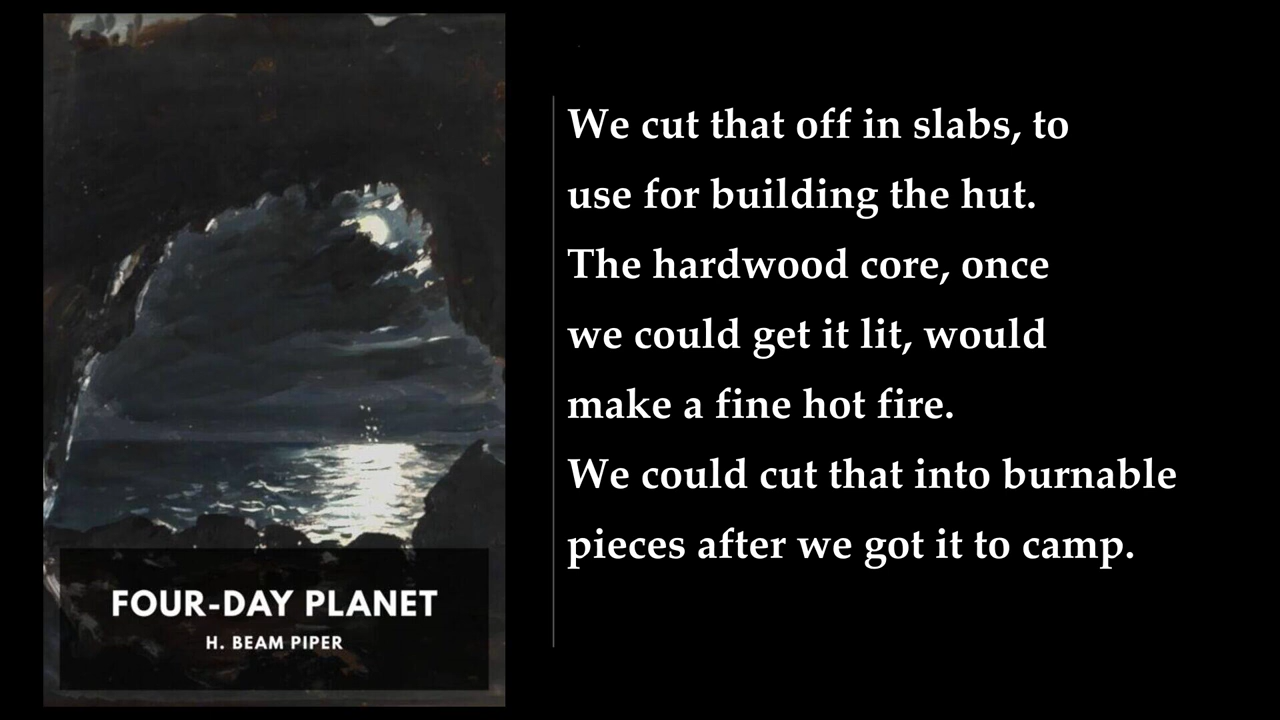 We cut that off in slabs, to
use for building the hut.
The hardwood core, once
we could get it lit, would
make a fine hot fire.
We could cut that into burnable
pieces after we got it to camp.
FOUR-DAY PLANET
H. BEAM PIPER